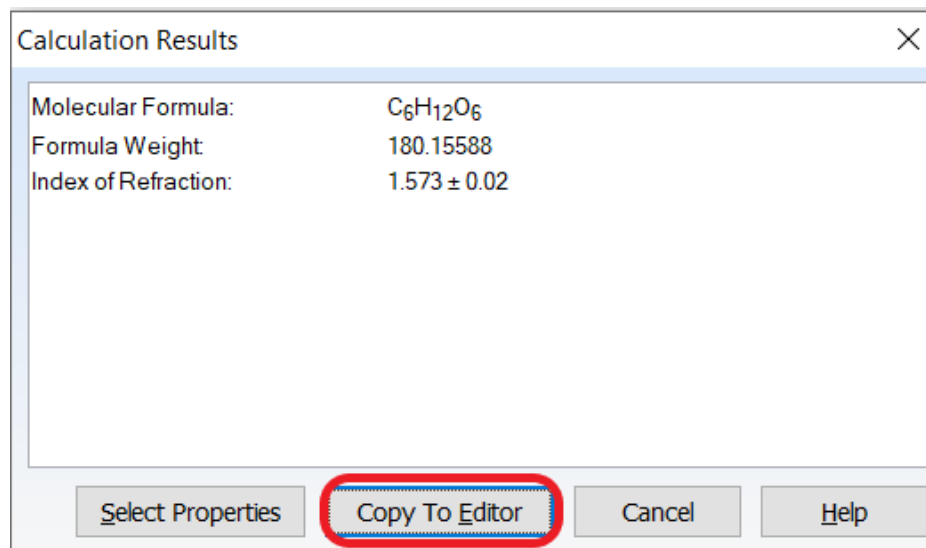 Calculation Results
Molecular Formula: C₆H₁₂O₆
Formula Weight: 180.15588
Index of Refraction: 1.573 ± 0.02
Select Properties Copy To Editor Cancel Help